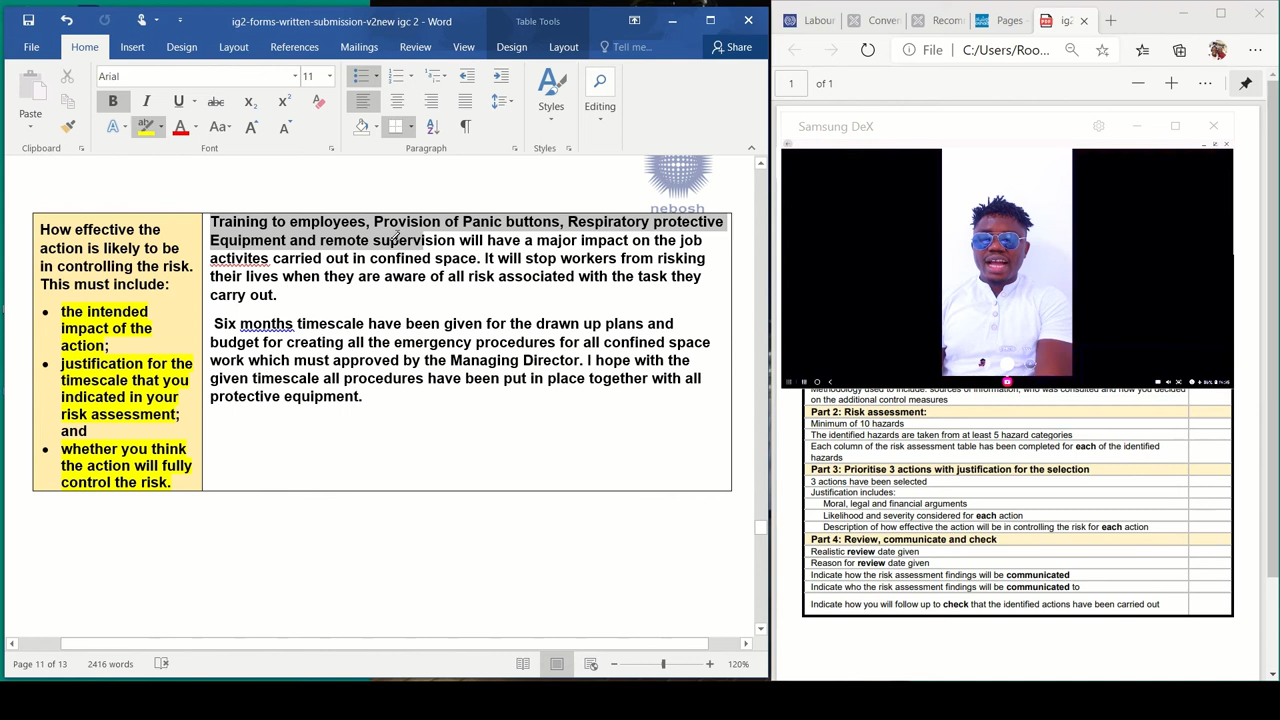 ig2-forms-written-submission-v2new igc 2 - Word
Table Tools
File
Home
Insert
Design
Layout
References
Mailings
Review
View
Design
Layout
Tell me...
Share
Arial
11
Paste
Styles
Editing
Clipboard
Font
Paragraph
Styles
nebosh
How effective the
action is likely to be
in controlling the risk.
This must include:
the intended
impact of the
action;
justification for the
timescale that you
indicated in your
risk assessment;
and
whether you think
the action will fully
control the risk.
Training to employees, Provision of Panic buttons, Respiratory protective
Equipment and remote supervision will have a major impact on the job
activites carried out in confined space. It will stop workers from risking
their lives when they are aware of all risk associated with the task they
carry out.
Six months timescale have been given for the drawn up plans and
budget for creating all the emergency procedures for all confined space
work which must approved by the Managing Director. I hope with the
given timescale all procedures have been put in place together with all
protective equipment.
Page 11 of 13
2416 words
120%
Labour
Conven
Recom
Pages -
ig2
File
C:/Users/Roo...
1
of 1
Samsung DeX
Methodology used to include: sources of information, who was consulted and how you decided
on the additional control measures
Part 2: Risk assessment:
Minimum of 10 hazards
The identified hazards are taken from at least 5 hazard categories
Each column of the risk assessment table has been completed for each of the identified
hazards
Part 3: Prioritise 3 actions with justification for the selection
3 actions have been selected
Justification includes:
Moral, legal and financial arguments
Likelihood and severity considered for each action
Description of how effective the action will be in controlling the risk for each action
Part 4: Review, communicate and check
Realistic review date given
Reason for review date given
Indicate how the risk assessment findings will be communicated
Indicate who the risk assessment findings will be communicated to
Indicate how you will follow up to check that the identified actions have been carried out